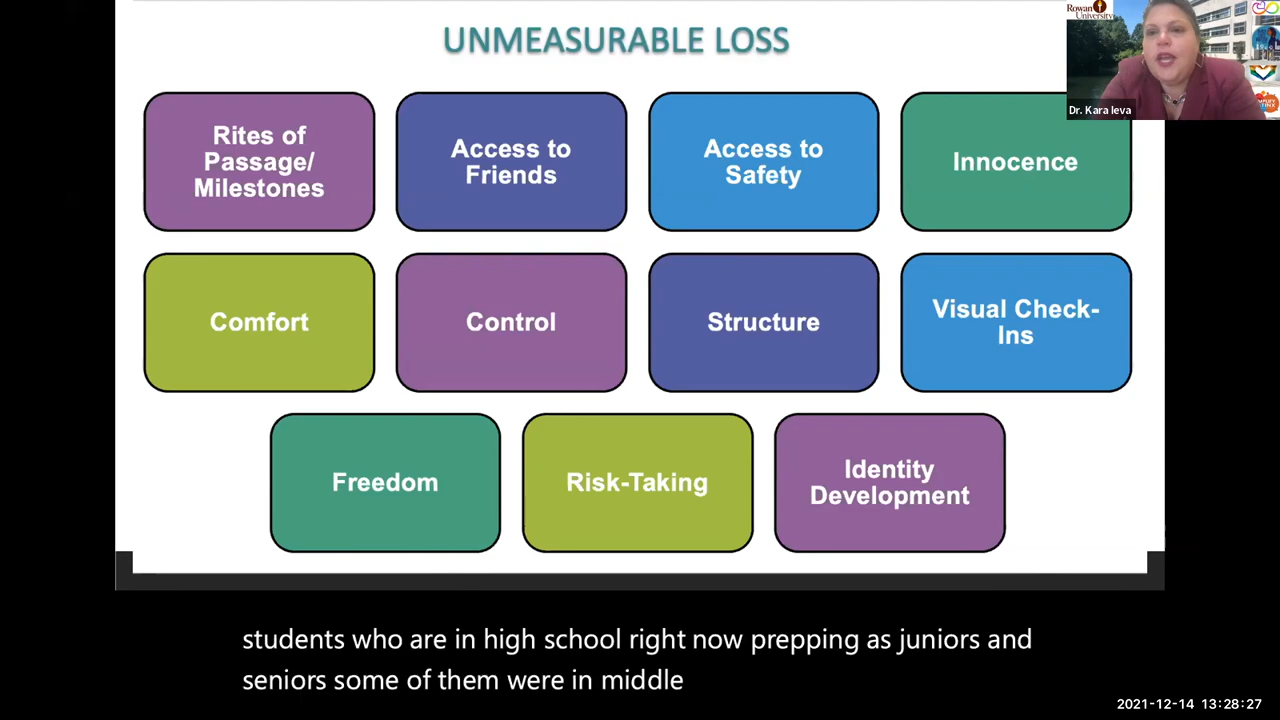 UNMEASURABLE LOSS
Rowan
University
Dr. Kara Ieva
Rites of
Passage/
Milestones
Access to
Friends
Access to
Safety
Innocence
Comfort
Control
Structure
Visual Check-
Ins
Freedom
Risk-Taking
Identity
Development
students who are in high school right now prepping as juniors and
seniors some of them were in middle
2021-12-14 13:28:27